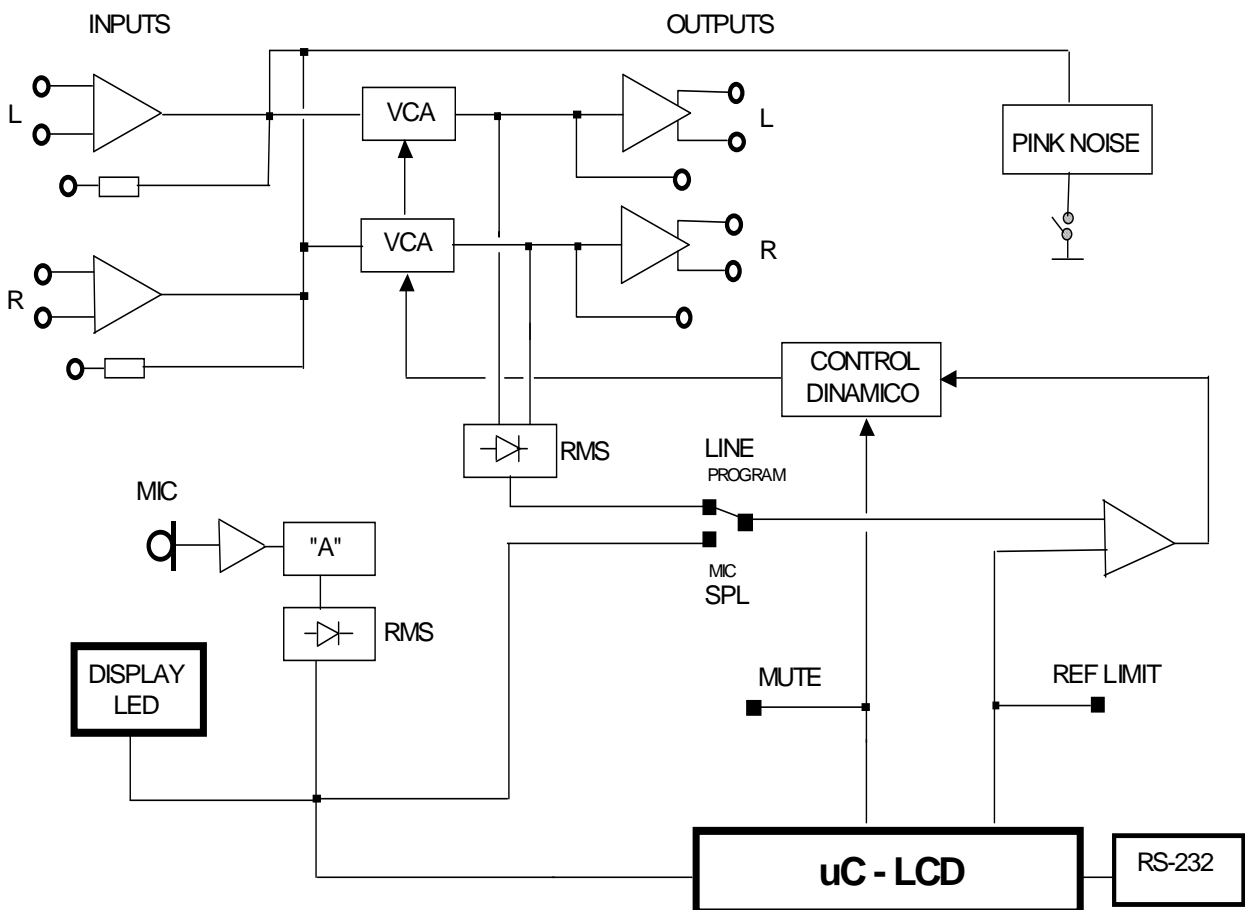 INPUTS
OUTPUTS
L
VCA
L
PINK NOISE
VCA
R
R
CONTROL
DINAMICO
RMS
LINE
PROGRAM
MIC
"A"
MIC
SPL
RMS
DISPLAY
LED
MUTE
REF LIMIT
uC - LCD
RS-232